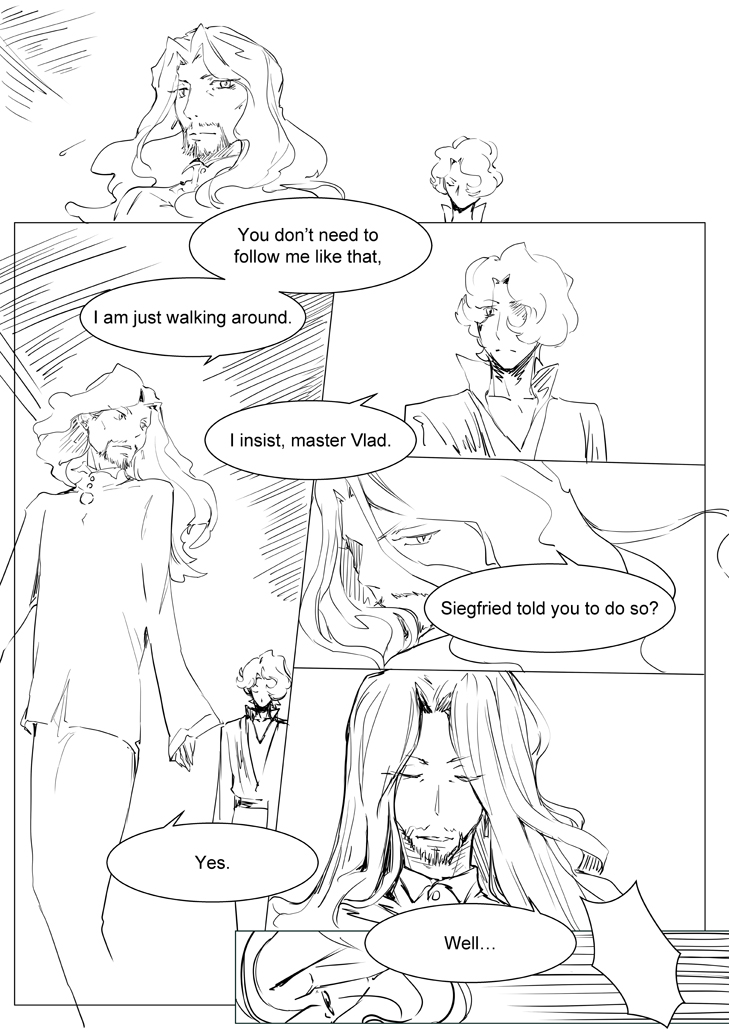 You don’t need to
follow me like that,
I am just walking around.
I insist, master Vlad.
Siegfried told you to do so?
Yes.
Well…